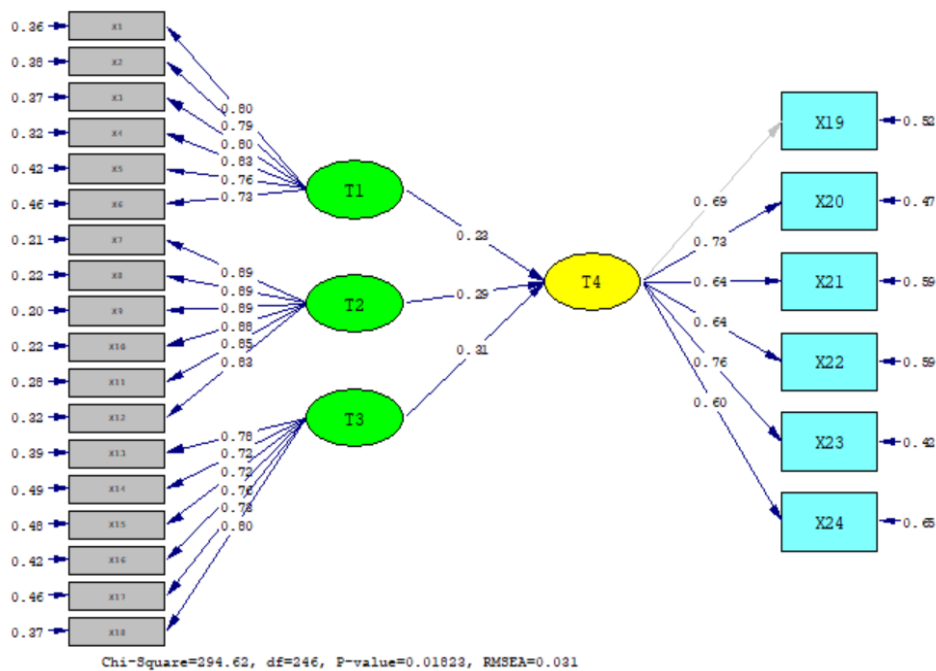 0.36 X1
0.38 X2
0.37 X3
0.32 X4
0.42 X5
0.46 X6
0.21 X7
0.22 X8
0.20 X9
0.22 X10
0.28 X11
0.32 X12
0.39 X13
0.49 X14
0.48 X15
0.42 X16
0.46 X17
0.37 X18
0.80
0.79
0.80
0.83
0.76
0.73
0.89
0.89
0.89
0.88
0.85
0.83
0.78
0.72
0.72
0.76
0.73
0.80
T1
T2
T3
0.23
0.29
0.31
T4
0.69
0.73
0.64
0.64
0.76
0.60
X19 0.52
X20 0.47
X21 0.59
X22 0.59
X23 0.42
X24 0.65
Chi-Square=294.62, df=246, P-value=0.01823, RMSEA=0.031